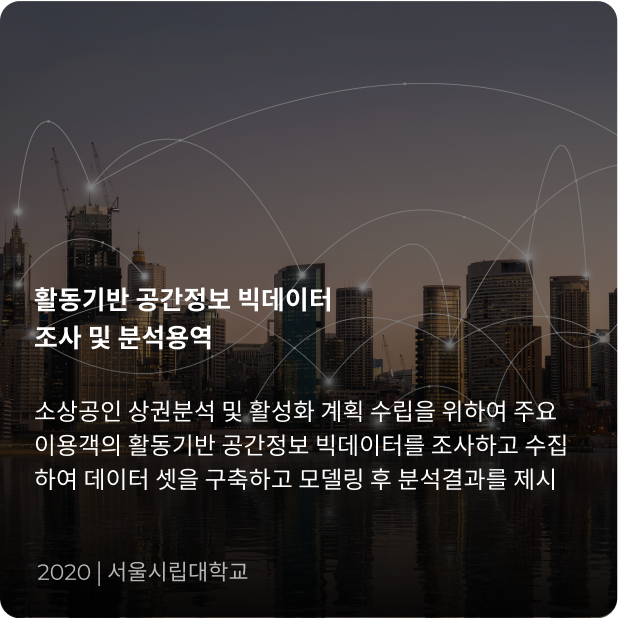 활동기반 공간정보 빅데이터
조사 및 분석용역
소상공인 상권분석 및 활성화 계획 수립을 위하여 주요
이용객의 활동기반 공간정보 빅데이터를 조사하고 수집
하여 데이터 셋을 구축하고 모델링 후 분석결과를 제시
2020 | 서울시립대학교